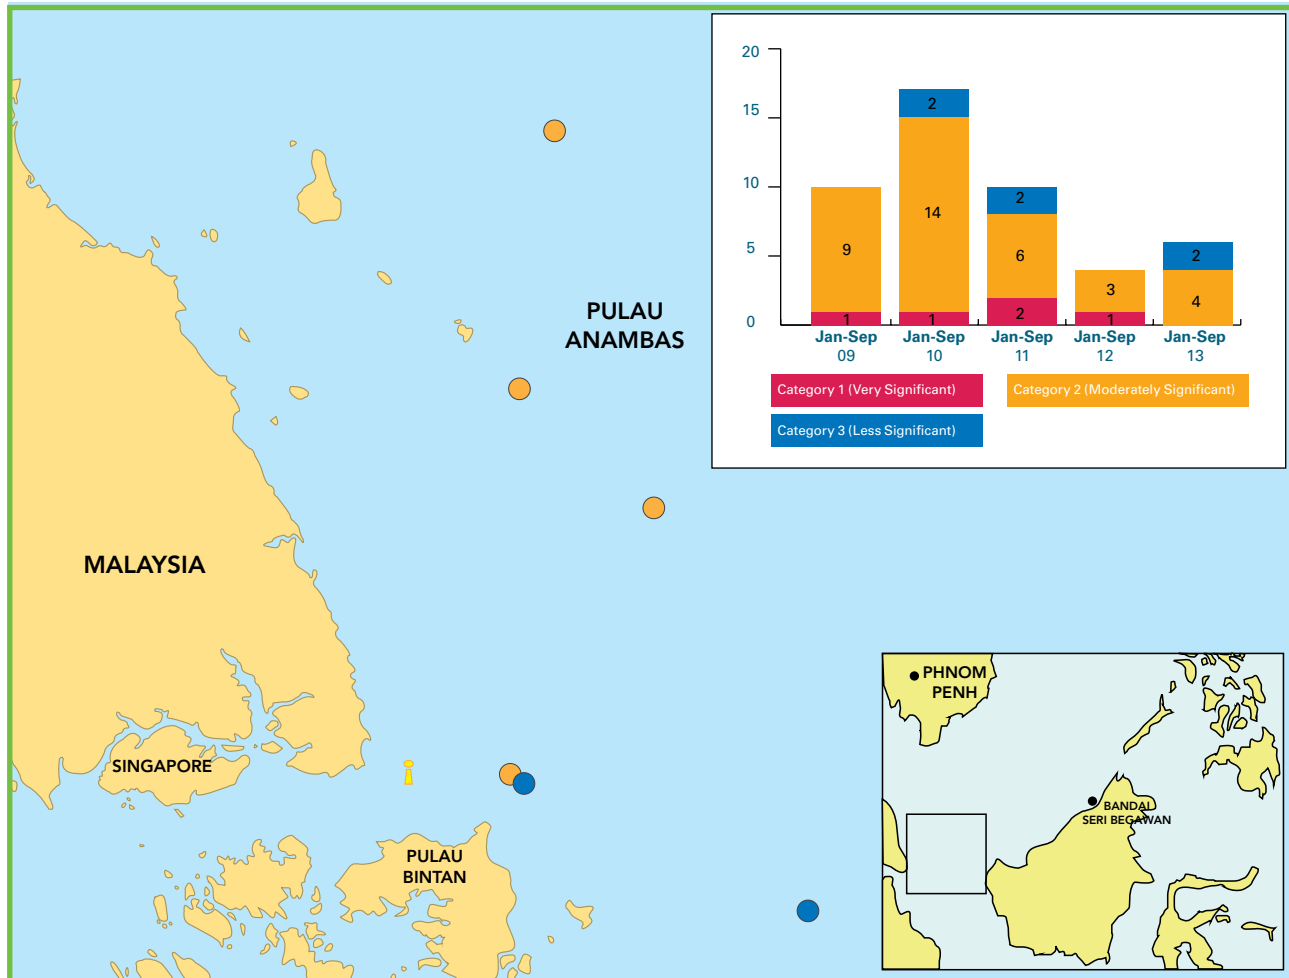 20
15
10
5
0
2
14
1
9
1
2
6
2
3
1
2
4
Jan-Sep
09
Jan-Sep
10
Jan-Sep
11
Jan-Sep
12
Jan-Sep
13
Category 1 (Very Significant)
Category 2 (Moderately Significant)
Category 3 (Less Significant)
PULAU
ANAMBAS
MALAYSIA
SINGAPORE
PULAU
BINTAN
PHNOM
PENH
BANDAI
SERI BEGAWAN